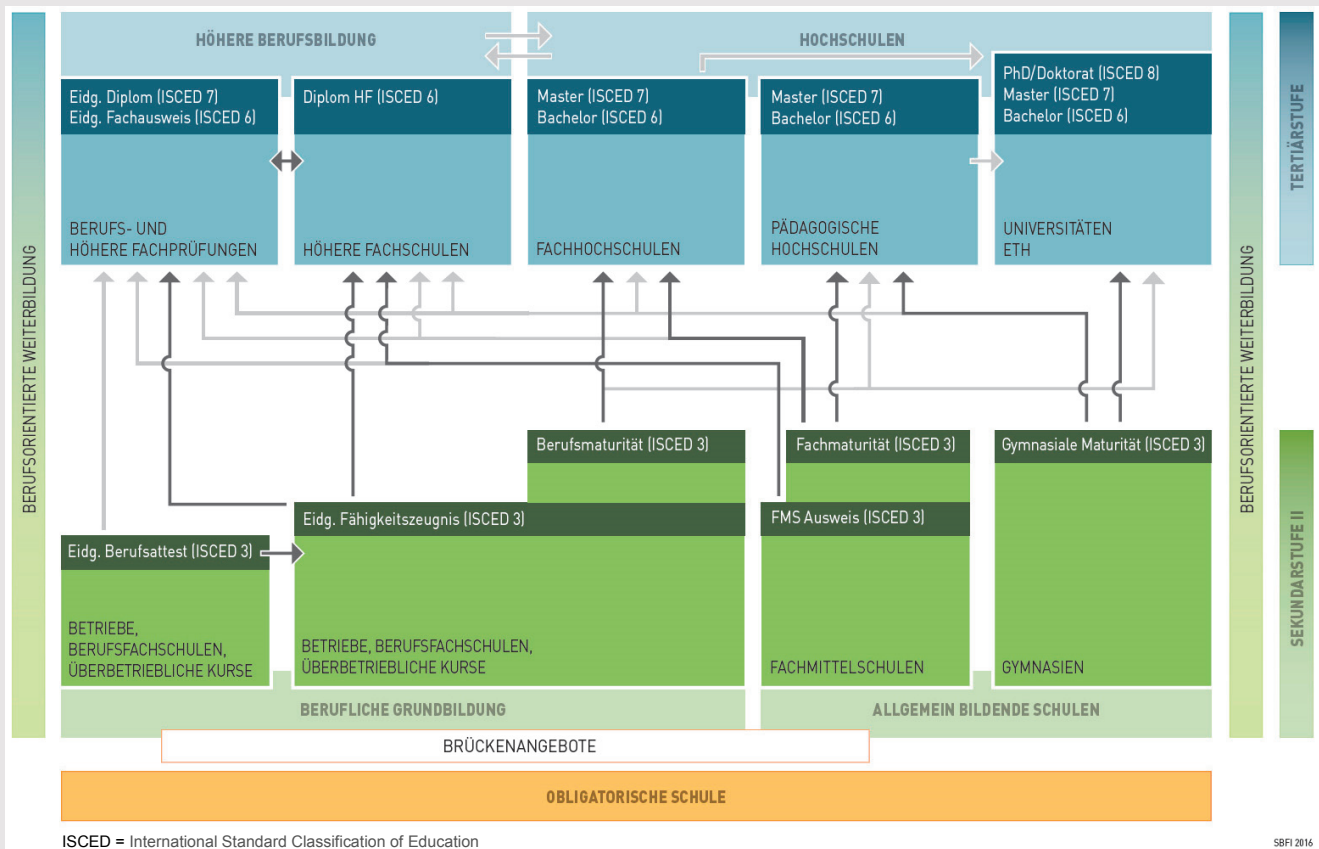 HÖHERE BERUFSBILDUNG
HOCHSCHULEN
Eidg. Diplom (ISCED 7)
Eidg. Fachausweis (ISCED 6)
BERUFS- UND
HÖHERE FACHPRÜFUNGEN
Diplom HF (ISCED 6)
HÖHERE FACHSCHULEN
Master (ISCED 7)
Bachelor (ISCED 6)
FACHHOCHSCHULEN
Master (ISCED 7)
Bachelor (ISCED 6)
PÄDAGOGISCHE
HOCHSCHULEN
PhD/Doktorat (ISCED 8)
Master (ISCED 7)
Bachelor (ISCED 6)
UNIVERSITÄTEN
ETH
TERTIÄRSTUFE
BERUFSORIENTIERTE WEITERBILDUNG
BERUFSORIENTIERTE WEITERBILDUNG
Berufsmaturität (ISCED 3)
Fachmaturität (ISCED 3)
Gymnasiale Maturität (ISCED 3)
Eidg. Fähigkeitszeugnis (ISCED 3)
FMS Ausweis (ISCED 3)
Eidg. Berufsattest (ISCED 3)
BETRIEBE,
BERUFSFACHSCHULEN,
ÜBERBETRIEBLICHE KURSE
BETRIEBE, BERUFSFACHSCHULEN,
ÜBERBETRIEBLICHE KURSE
FACHMITTELSCHULEN
GYMNASIEN
SEKUNDARSTUFE II
BERUFLICHE GRUNDBILDUNG
ALLGEMEIN BILDENDE SCHULEN
BRÜCKENANGEBOTE
OBLIGATORISCHE SCHULE
ISCED = International Standard Classification of Education
SBFI 2016